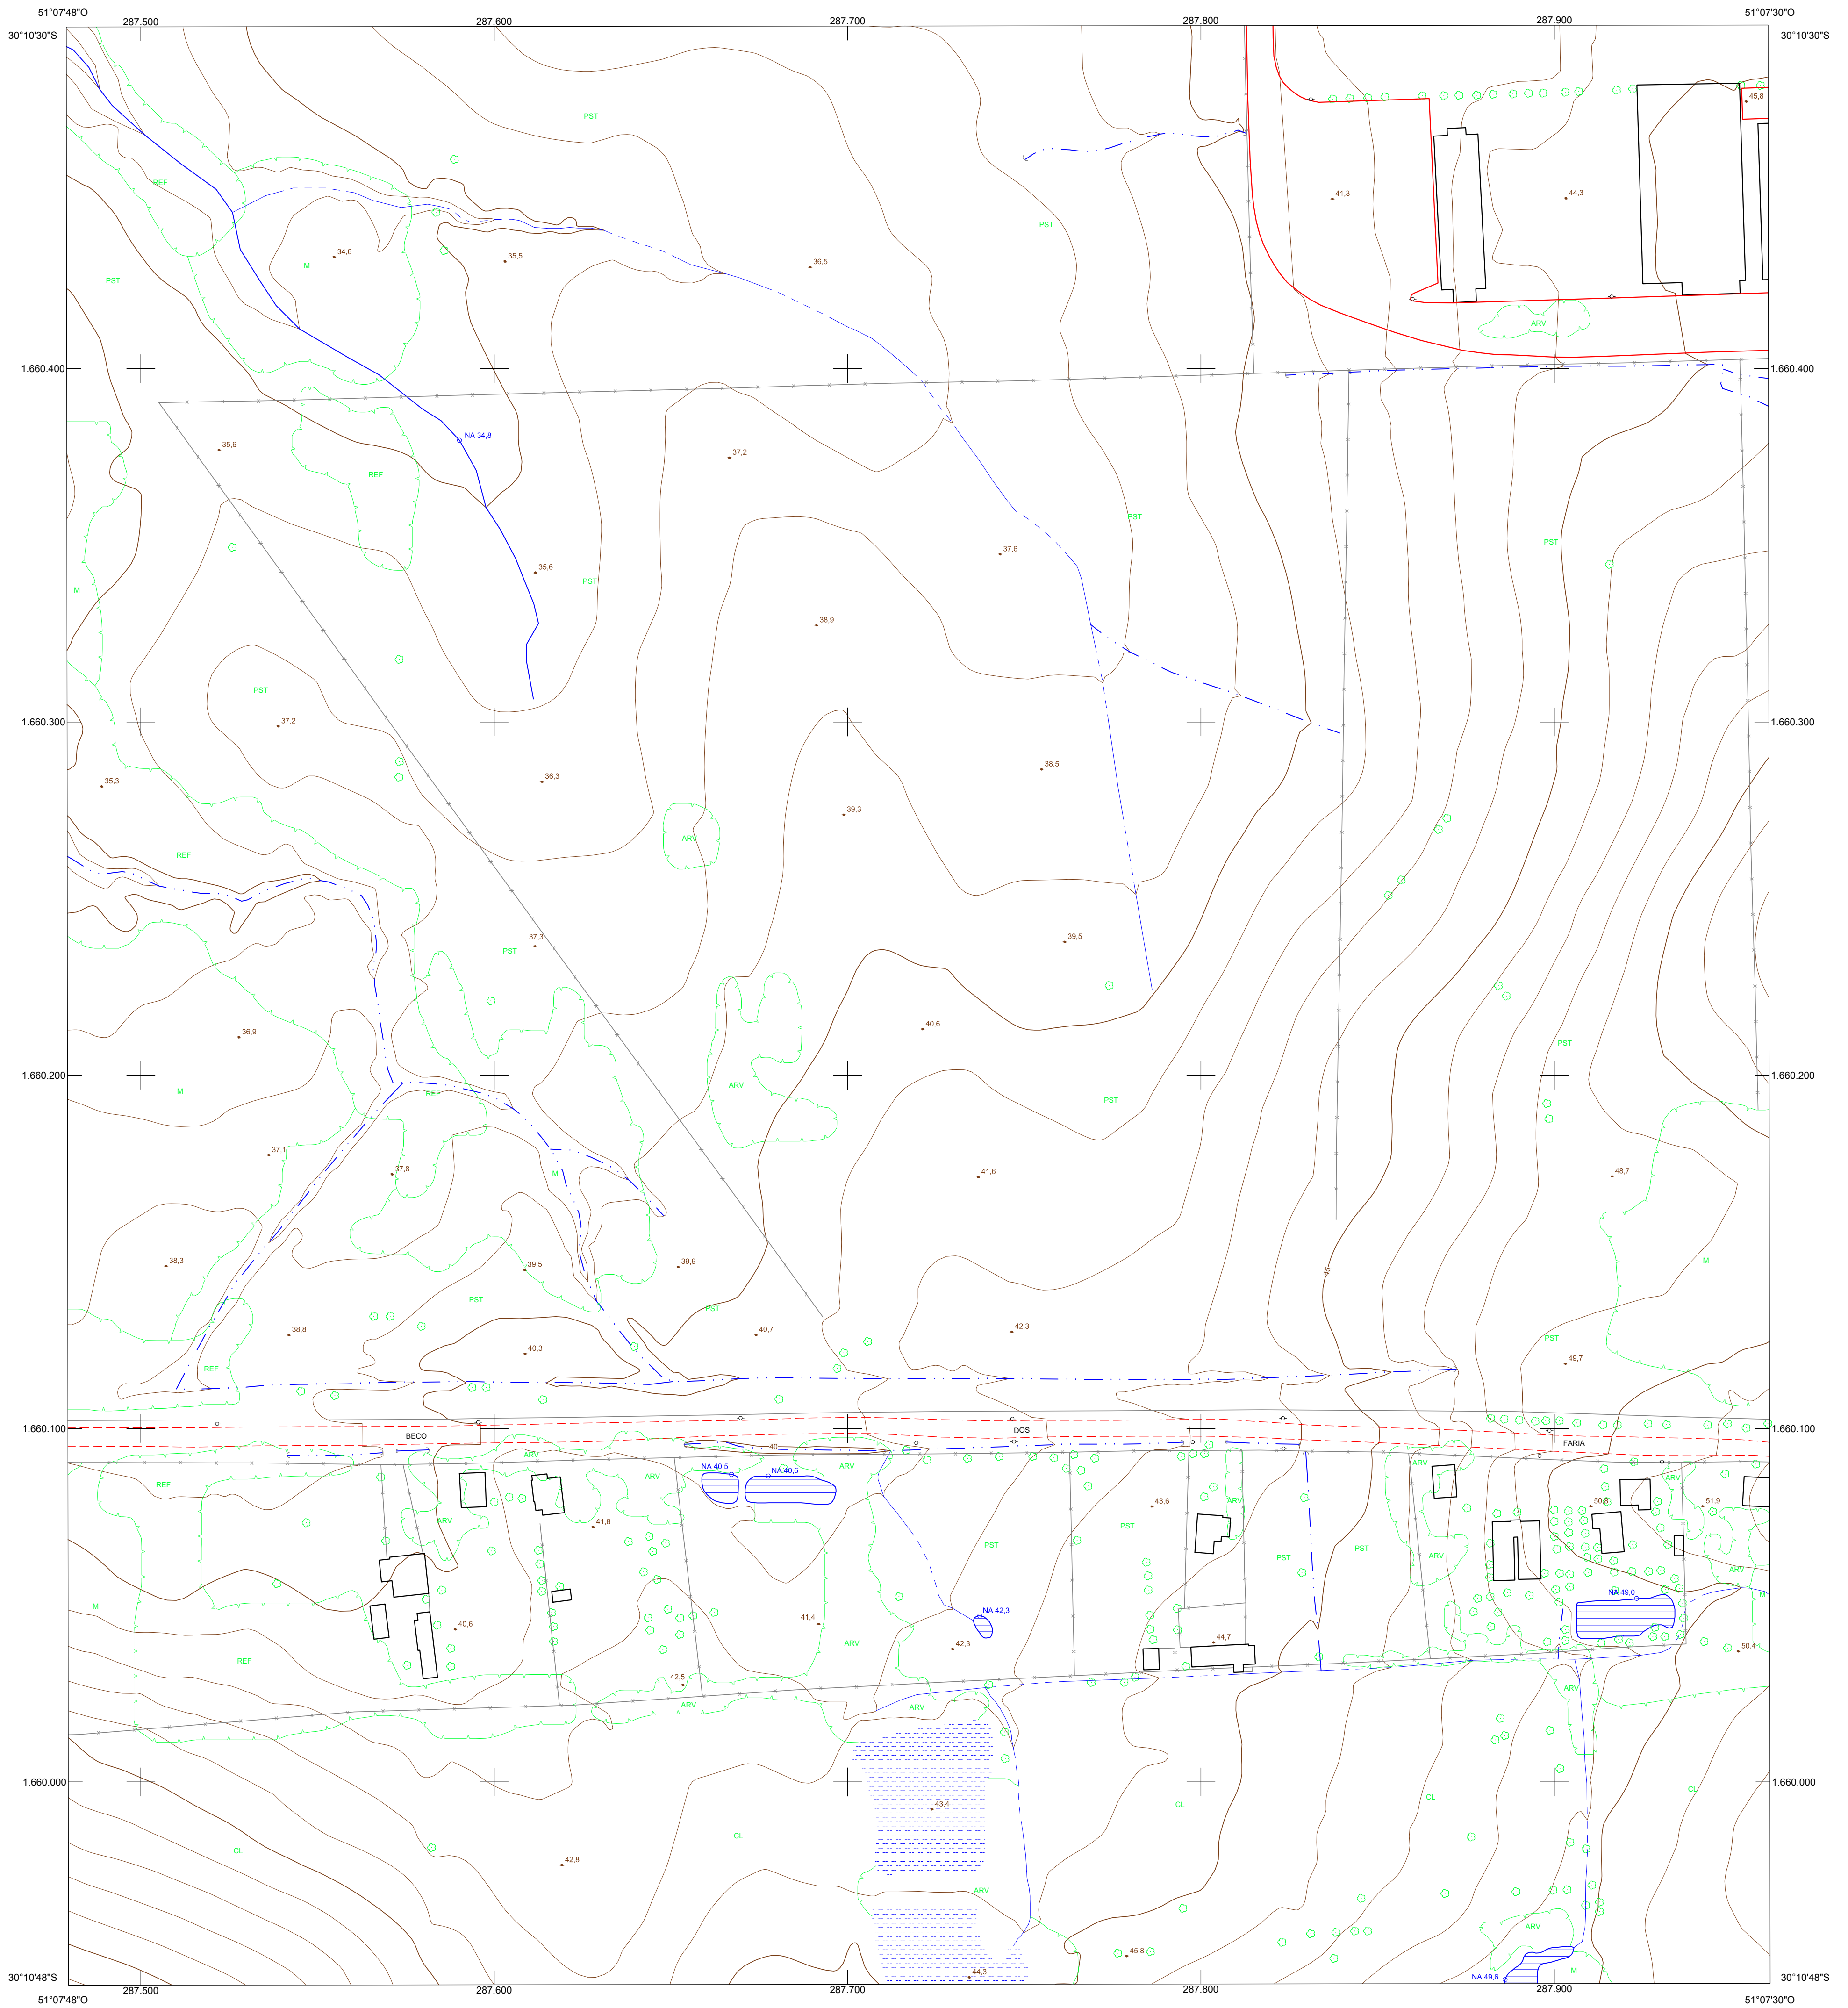 51°07'48"O 287.500 287.600 287.700 287.800 287.900 51°07'30"O
30°10'30"S 30°10'30"S
45,8
PST
REF
41,3 44,3
PST
34,6 M 35,5 36,5
PST
ARV
1.660.400 1.660.400
NA 34,8
35,6 37,2
REF
PST PST
37,6
35,6
M PST
38,9
PST
1.660.300 37,2 1.660.300
35,3 36,3 38,5
39,3
ARV
REF
37,3 PST 39,5
36,9 40,6
PST
1.660.200 1.660.200
M REF ARV PST
37,1 37,8 M 41,6 48,7
38,3 39,5 39,9 45 M
PST PST
38,8 40,7 42,3 PST
40,3 49,7
REF
1.660.100 1.660.100
BECO DOS FARIA
40
ARV ARV ARV
NA 40,5 NA 40,6 ARV
REF ARV ARV
43,6 50,8 51,9
ARV 41,8 PST
PST PST PST ARV
ARV
M NA 49,0 M
NA 42,3
40,6 41,4
ARV 42,3 44,7 50,4
REF
42,5
ARV ARV ARV
1.660.000 1.660.000
CL CL CL
43,4
CL CL
42,8
ARV
ARV
45,8
44,3 NA 49,6 M
30°10'48"S 30°10'48"S
51°07'48"O 287.500 287.600 287.700 287.800 287.900 51°07'30"O